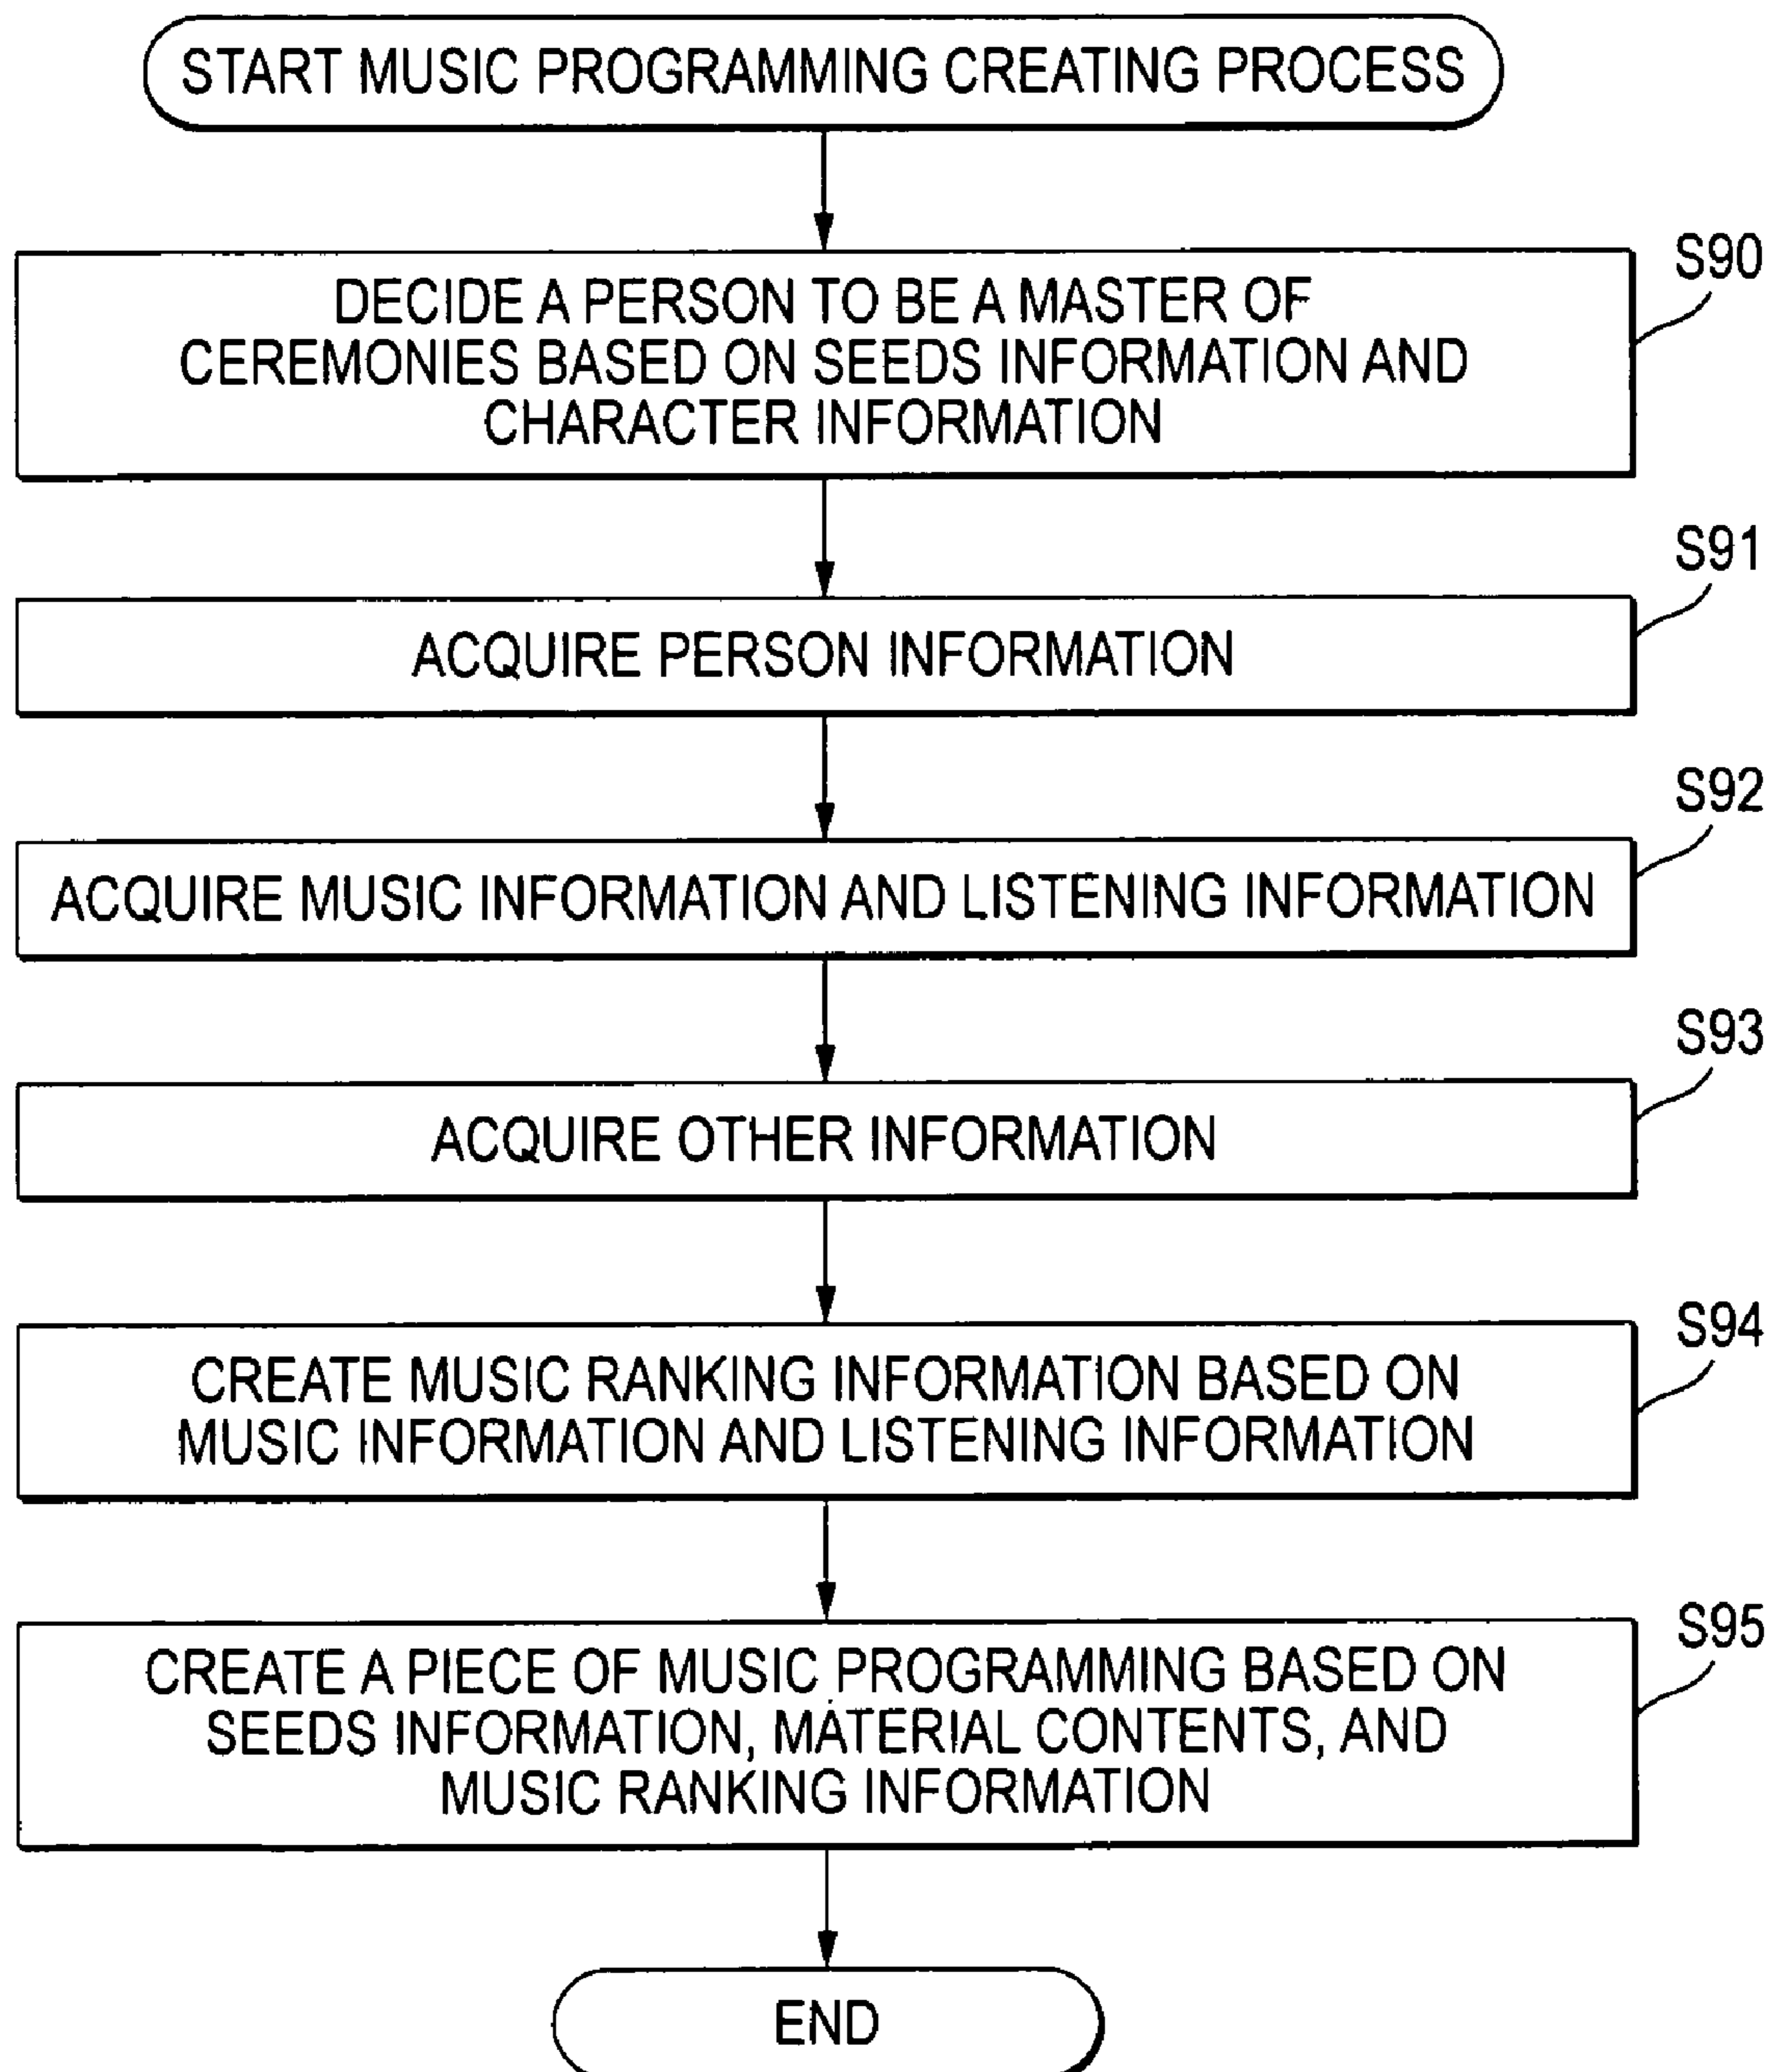 START MUSIC PROGRAMMING CREATING PROCESS
S90
DECIDE A PERSON TO BE A MASTER OF
CEREMONIES BASED ON SEEDS INFORMATION AND
CHARACTER INFORMATION
S91
ACQUIRE PERSON INFORMATION
S92
ACQUIRE MUSIC INFORMATION AND LISTENING INFORMATION
S93
ACQUIRE OTHER INFORMATION
S94
CREATE MUSIC RANKING INFORMATION BASED ON
MUSIC INFORMATION AND LISTENING INFORMATION
S95
CREATE A PIECE OF MUSIC PROGRAMMING BASED ON
SEEDS INFORMATION, MATERIAL CONTENTS, AND
MUSIC RANKING INFORMATION
END